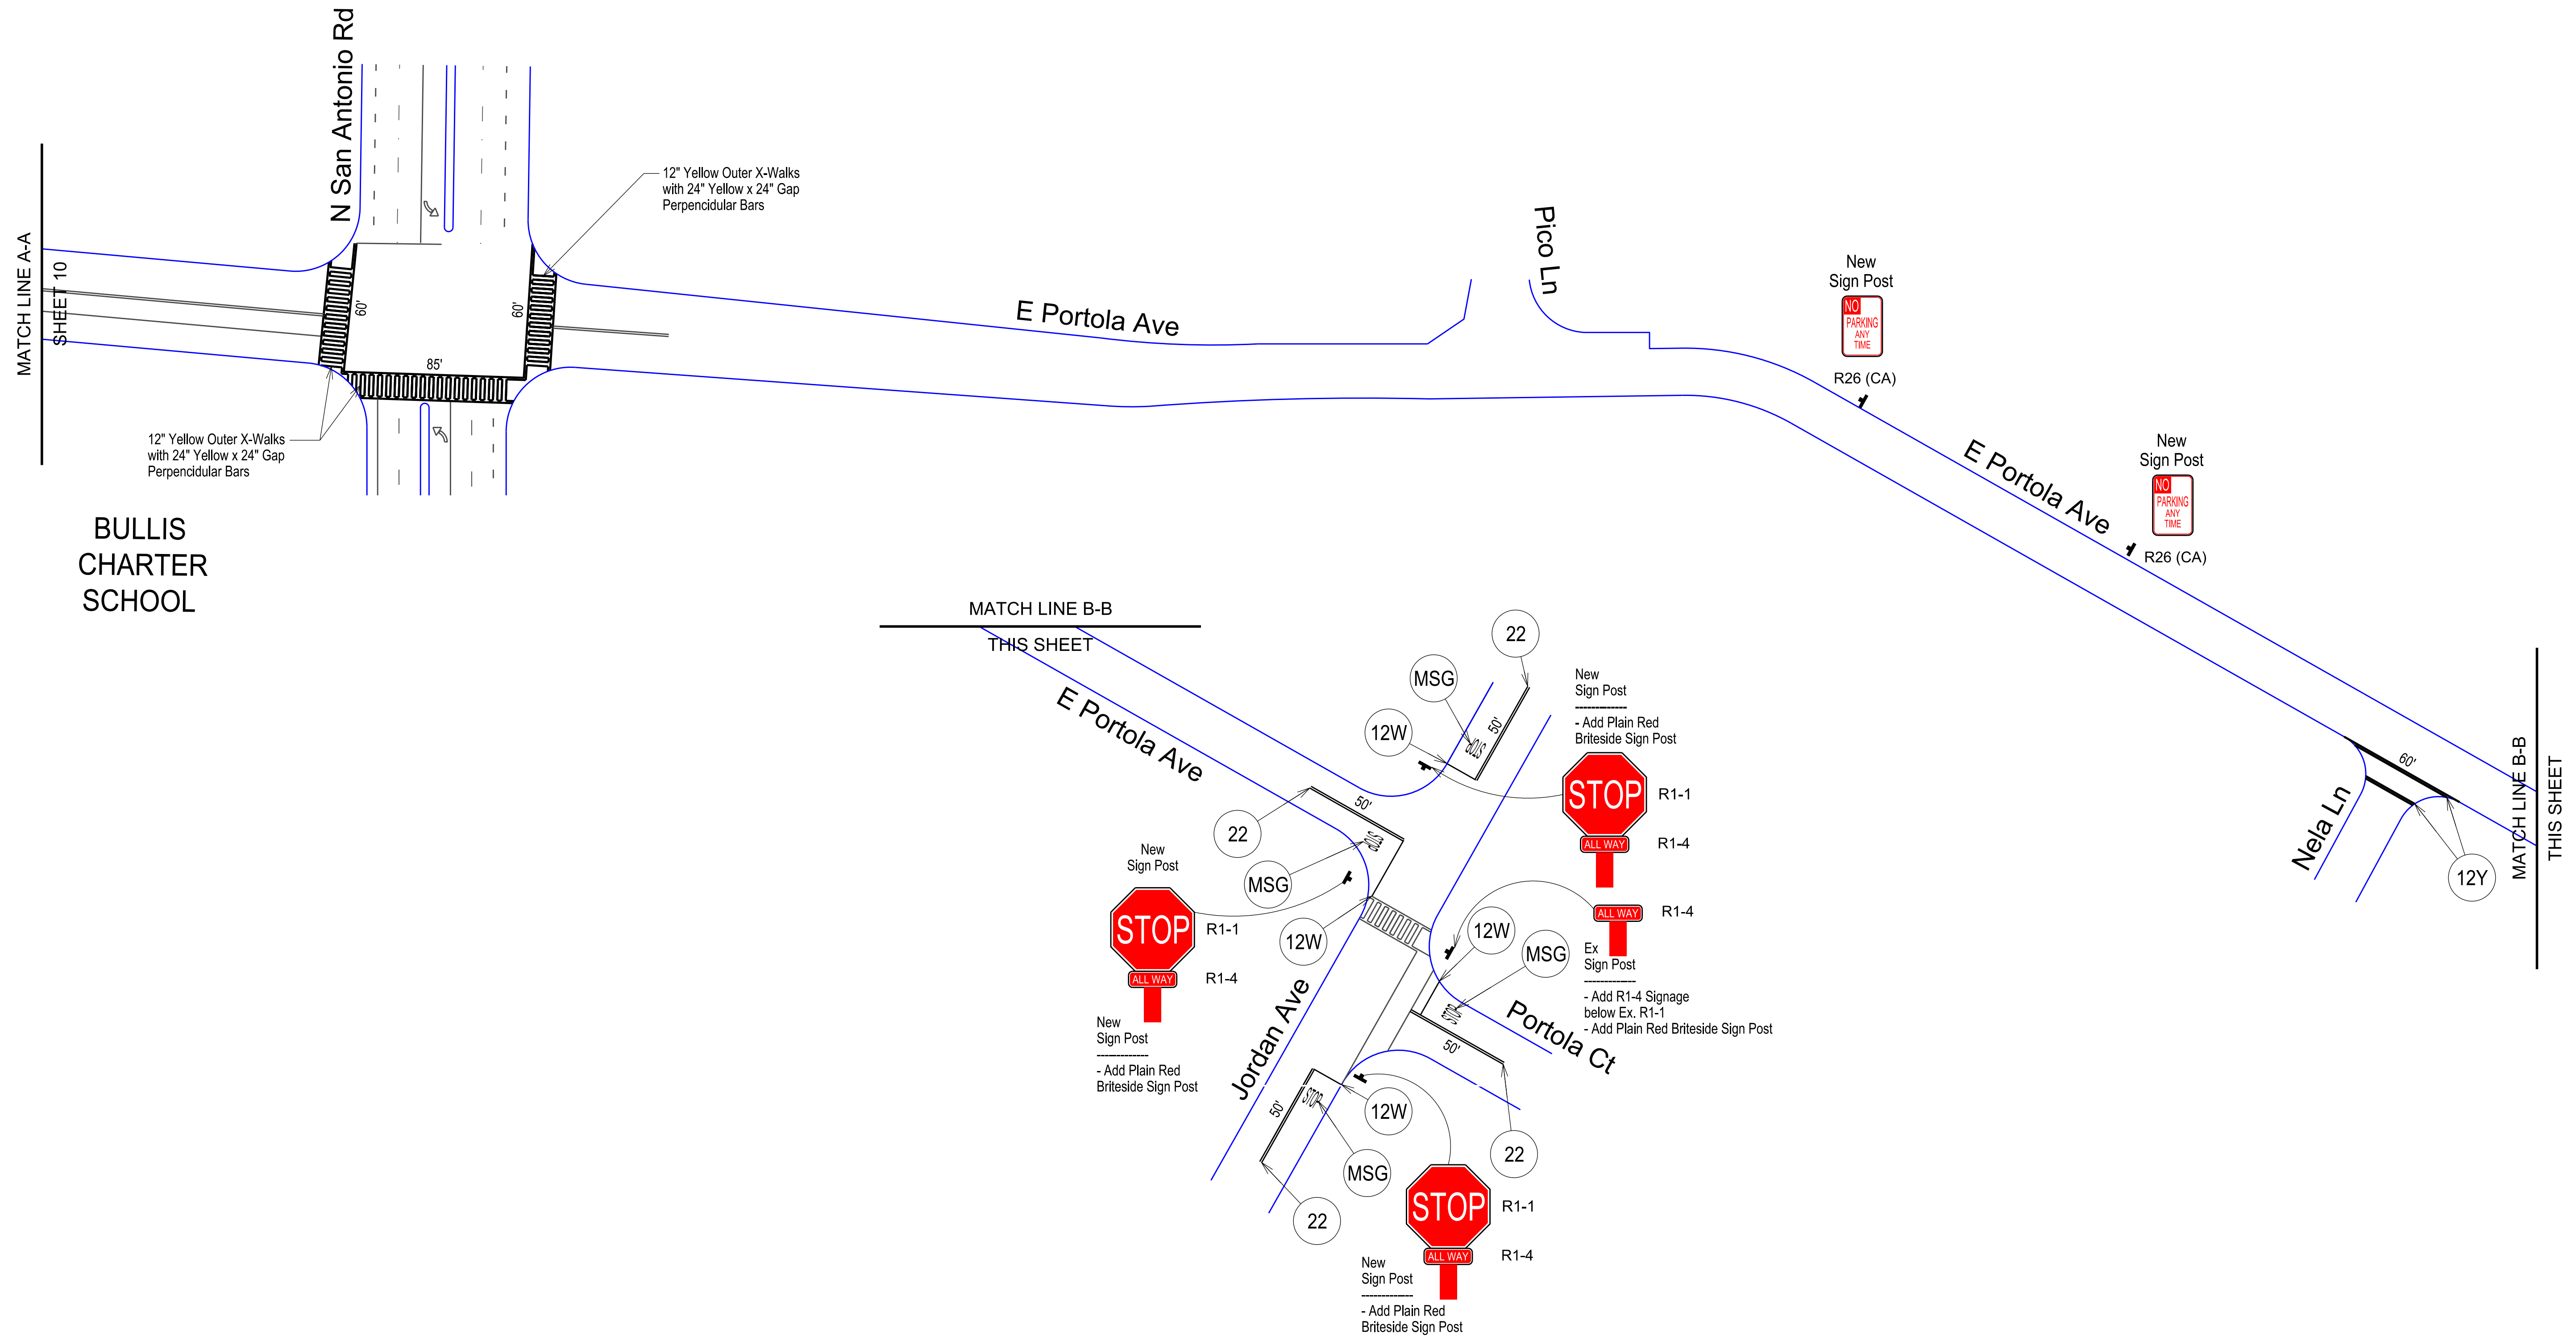 N San Antonio Rd
12" Yellow Outer X-Walks
with 24" Yellow x 24" Gap
Perpencidular Bars
MATCH LINE A-A
SHEET 10
60'
60'
85'
12" Yellow Outer X-Walks
with 24" Yellow x 24" Gap
Perpencidular Bars
BULLIS
CHARTER
SCHOOL
E Portola Ave
Pico Ln
New
Sign Post
NO
PARKING
ANY
TIME
R26 (CA)
E Portola Ave
New
Sign Post
NO
PARKING
ANY
TIME
R26 (CA)
60'
Nela Ln
12Y
MATCH LINE B-B
THIS SHEET
MATCH LINE B-B
THIS SHEET
E Portola Ave
22
MSG
12W
STOP
50'
New
Sign Post
-------------
- Add Plain Red
Briteside Sign Post
STOP
R1-1
ALL WAY
R1-4
50'
22
STOP
MSG
12W
New
Sign Post
STOP
R1-1
ALL WAY
R1-4
New
Sign Post
-------------
- Add Plain Red
Briteside Sign Post
ALL WAY
R1-4
Ex
Sign Post
-------------
- Add R1-4 Signage
below Ex. R1-1
- Add Plain Red Briteside Sign Post
12W
MSG
STOP
50'
Portola Ct
22
Jordan Ave
STOP
50'
12W
MSG
22
STOP
R1-1
ALL WAY
R1-4
New
Sign Post
-------------
- Add Plain Red
Briteside Sign Post